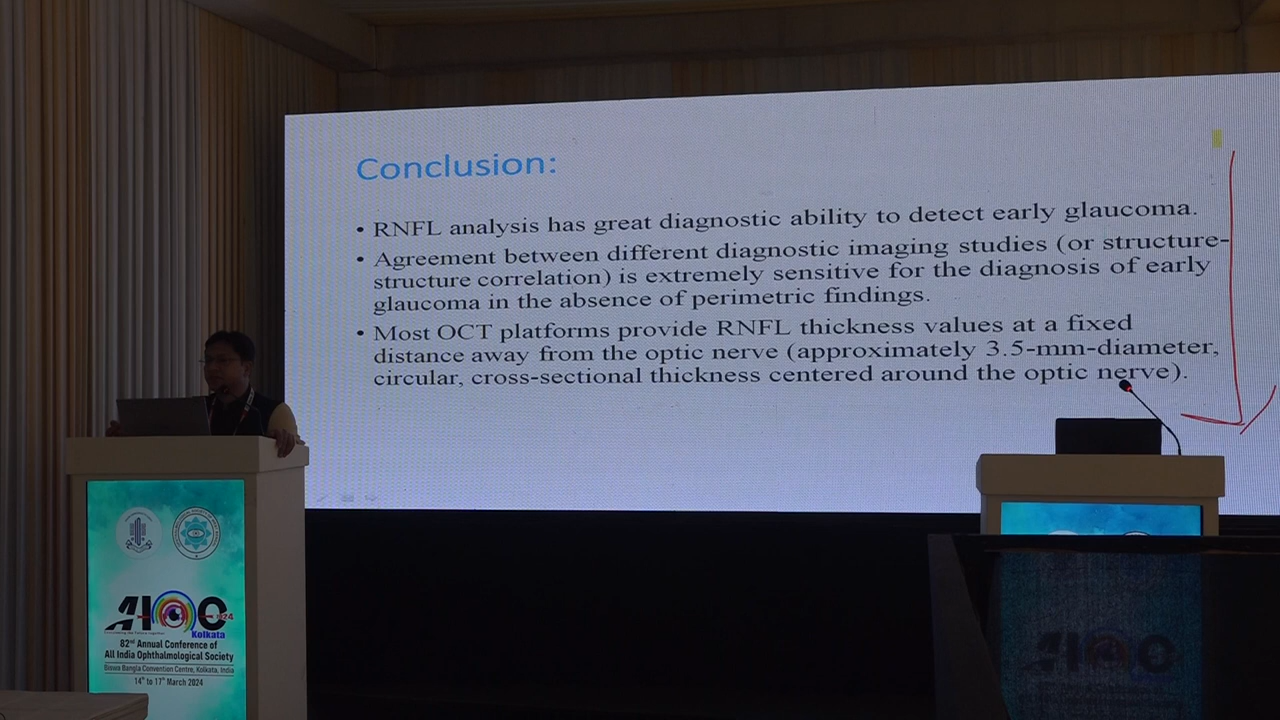 Conclusion:
• RNFL analysis has great diagnostic ability to detect early glaucoma.
• Agreement between different diagnostic imaging studies (or structure-
structure correlation) is extremely sensitive for the diagnosis of early
glaucoma in the absence of perimetric findings.
• Most OCT platforms provide RNFL thickness values at a fixed
distance away from the optic nerve (approximately 3.5-mm-diameter,
circular, cross-sectional thickness centered around the optic nerve).
AIOC 2024
Kolkata
82nd Annual Conference of
All India Ophthalmological Society
Biswa Bangla Convention Centre, Kolkata, India
14th to 17th March 2024
AIOC